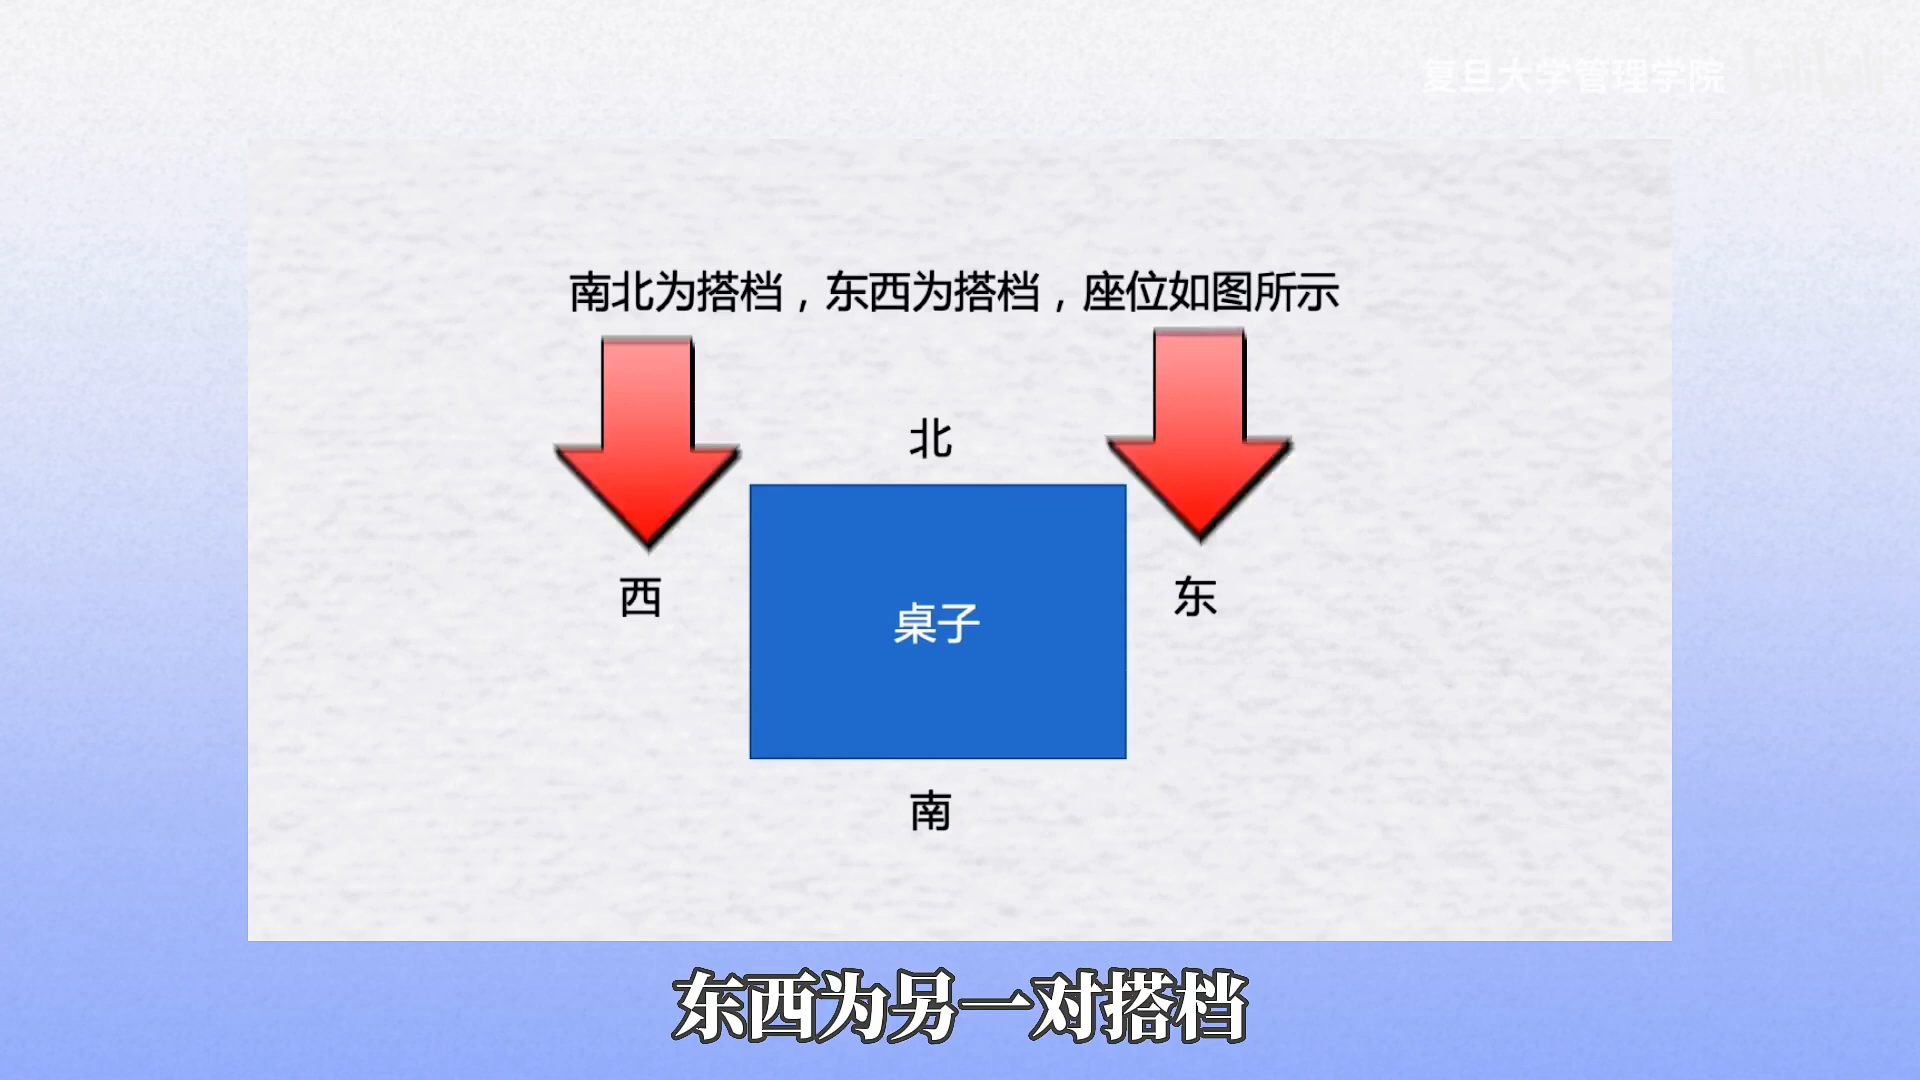 复旦大学管理学院 bilibili
南北为搭档，东西为搭档，座位如图所示
北
西
桌子
东
南
东西为另一对搭档